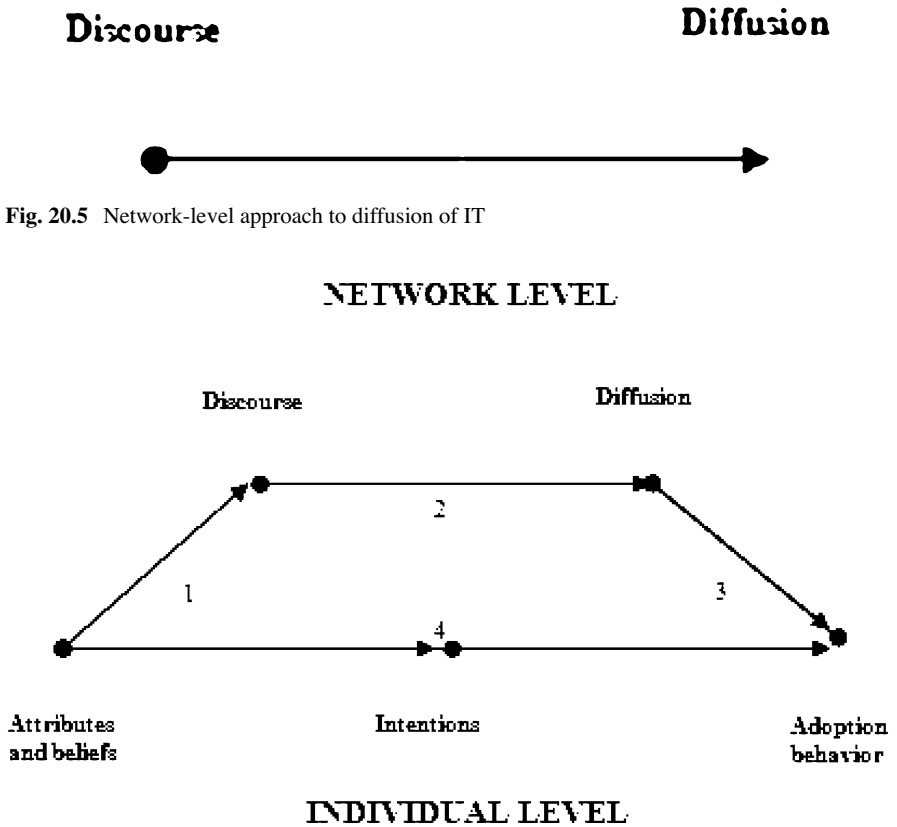 Discourse Diffusion
Fig. 20.5 Network-level approach to diffusion of IT
NETWORK LEVEL
Discourse Diffusion
2
1 3
4
Attributes
and beliefs
Intentions
Adoption
behavior
INDIVIDUAL LEVEL